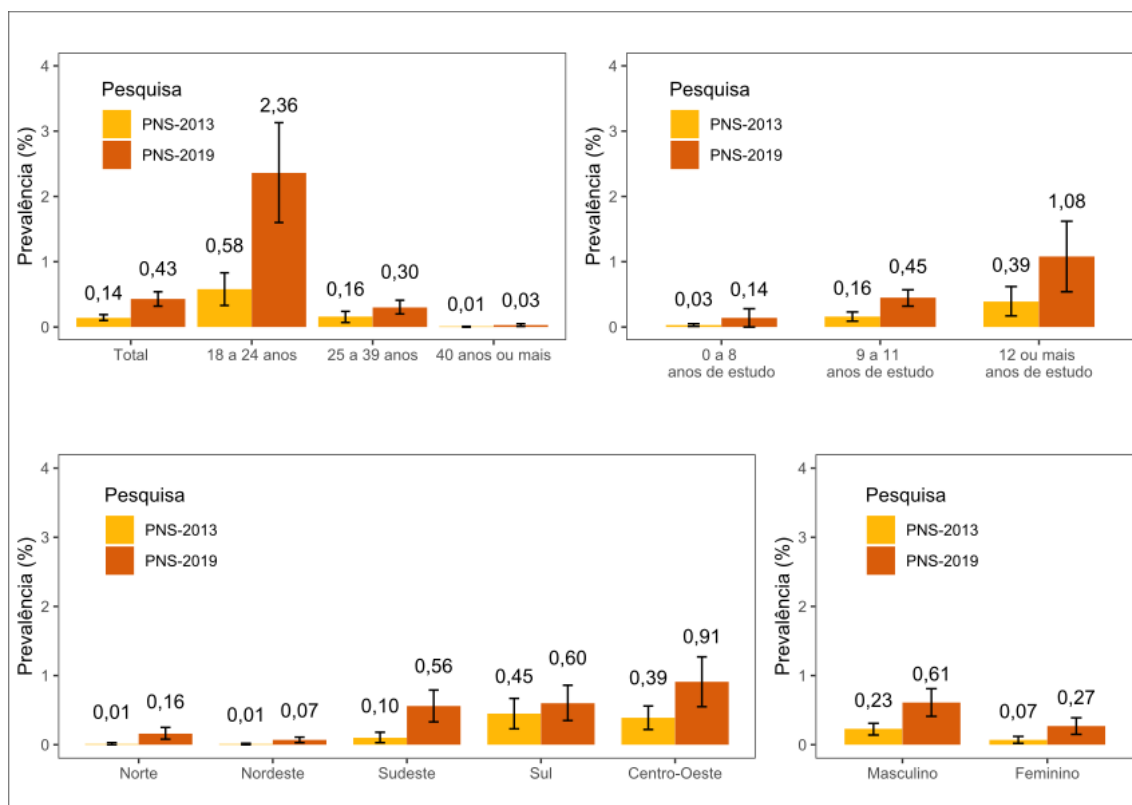 Pesquisa
PNS-2013
PNS-2019
Prevalência (%)
4
3
2
1
0
0,14
0,43
0,58
2,36
0,16
0,30
0,01
0,03
Total
18 a 24 anos
25 a 39 anos
40 anos ou mais
Pesquisa
PNS-2013
PNS-2019
Prevalência (%)
4
3
2
1
0
0,03
0,14
0,16
0,45
0,39
1,08
0 a 8
anos de estudo
9 a 11
anos de estudo
12 ou mais
anos de estudo
Pesquisa
PNS-2013
PNS-2019
Prevalência (%)
4
3
2
1
0
0,01
0,16
0,01
0,07
0,10
0,56
0,45
0,60
0,39
0,91
Norte
Nordeste
Sudeste
Sul
Centro-Oeste
Pesquisa
PNS-2013
PNS-2019
Prevalência (%)
4
3
2
1
0
0,23
0,61
0,07
0,27
Masculino
Feminino